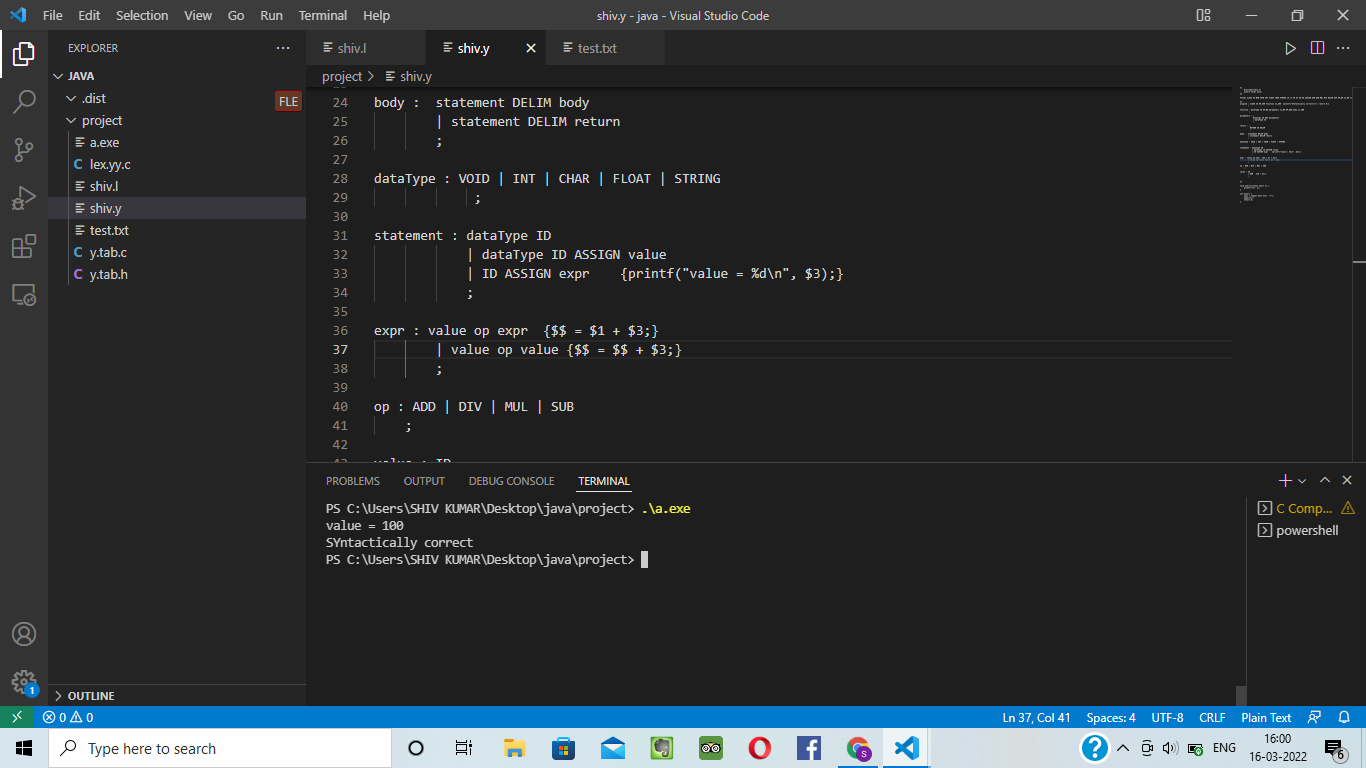 File Edit Selection View Go Run Terminal Help shiv.y - java - Visual Studio Code
EXPLORER
JAVA
.dist
FLE
project
a.exe
lex.yy.c
shiv.l
shiv.y
test.txt
y.tab.c
y.tab.h
OUTLINE
shiv.l shiv.y test.txt
project > shiv.y
24 body : statement DELIM body
25 | statement DELIM return
26 ;
27
28 dataType : VOID | INT | CHAR | FLOAT | STRING
29 ;
30
31 statement : dataType ID
32 | dataType ID ASSIGN value
33 | ID ASSIGN expr {printf("value = %d\n", $3);}
34 ;
35
36 expr : value op expr {$$ = $1 + $3;}
37 | value op value {$$ = $$ + $3;}
38 ;
39
40 op : ADD | DIV | MUL | SUB
41 ;
42
PROBLEMS OUTPUT DEBUG CONSOLE TERMINAL
PS C:\Users\SHIV KUMAR\Desktop\java\project> .\a.exe
value = 100
SYntactically correct
PS C:\Users\SHIV KUMAR\Desktop\java\project>
C Comp...
powershell
1
0 0 Ln 37, Col 41 Spaces: 4 UTF-8 CRLF Plain Text
Type here to search
S
ENG
16:00
16-03-2022
6